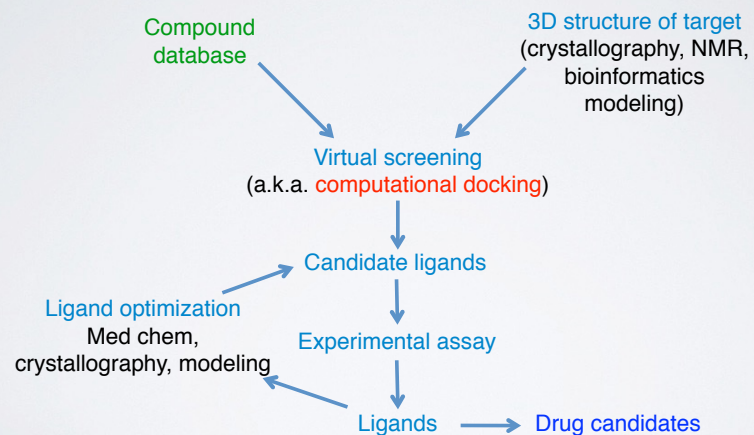 Compound
database
3D structure of target
(crystallography, NMR,
bioinformatics
modeling)
Virtual screening
(a.k.a. computational docking)
Candidate ligands
Ligand optimization
Med chem,
crystallography, modeling
Experimental assay
Ligands
Drug candidates